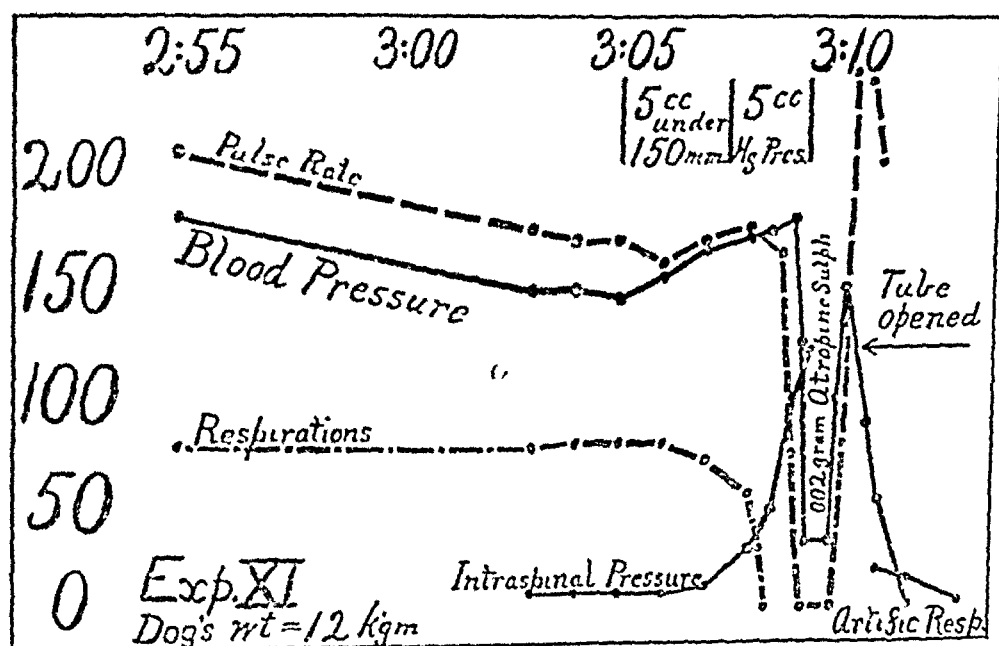 2:55 3:00 3:05 3:10
5cc 5cc
under
150mm Hg Pres.
200
Pulse Rate
Blood Pressure
150
Tube
opened
100
.002gram Atropine Sulph
Respirations
50
Intraspinal Pressure
0
Exp. XI
Dog's wt = 12 kgm
Artific Resp.